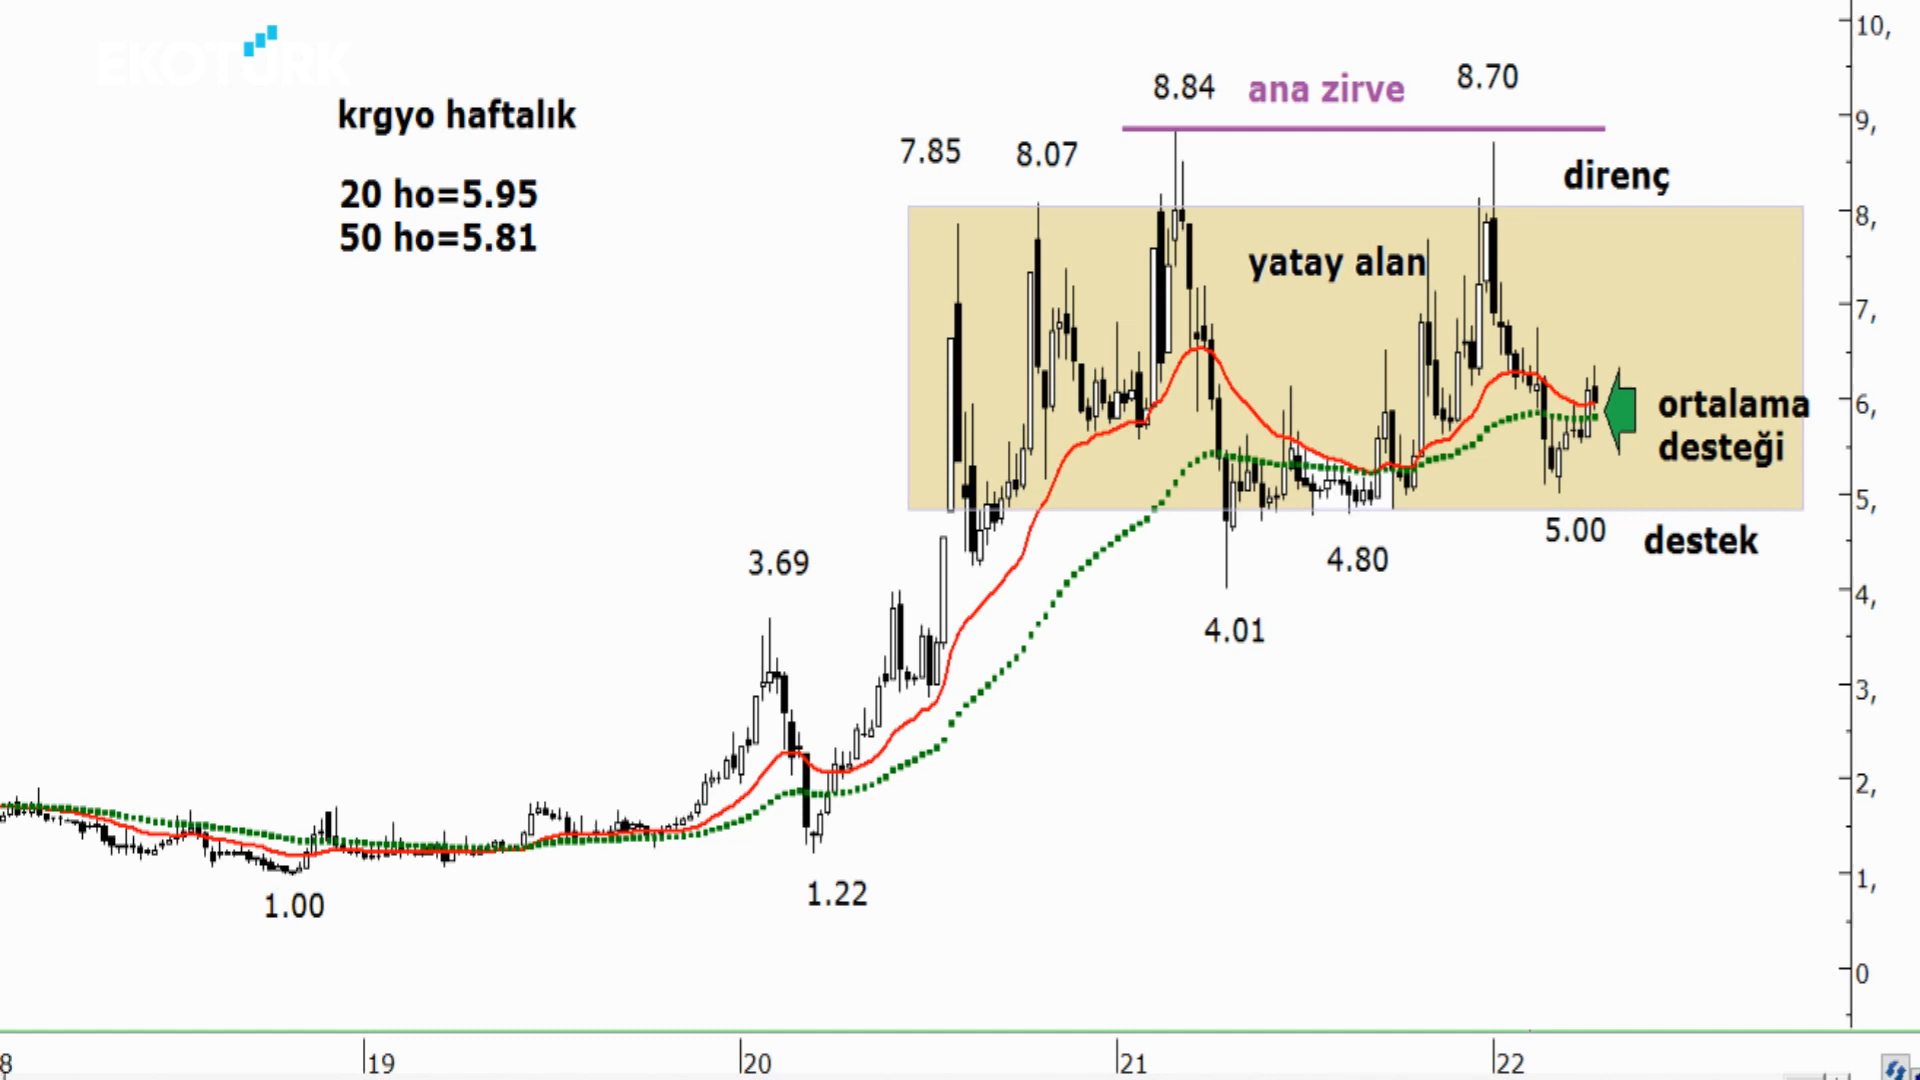 EKOTÜRK
krgyo haftalık
20 ho=5.95
50 ho=5.81
7.85
8.07
8.84
ana zirve
8.70
direnç
yatay alan
ortalama
desteği
5.00
destek
4.80
4.01
3.69
1.22
1.00
10,
9,
8,
7,
6,
5,
4,
3,
2,
1,
0
8
19
20
21
22